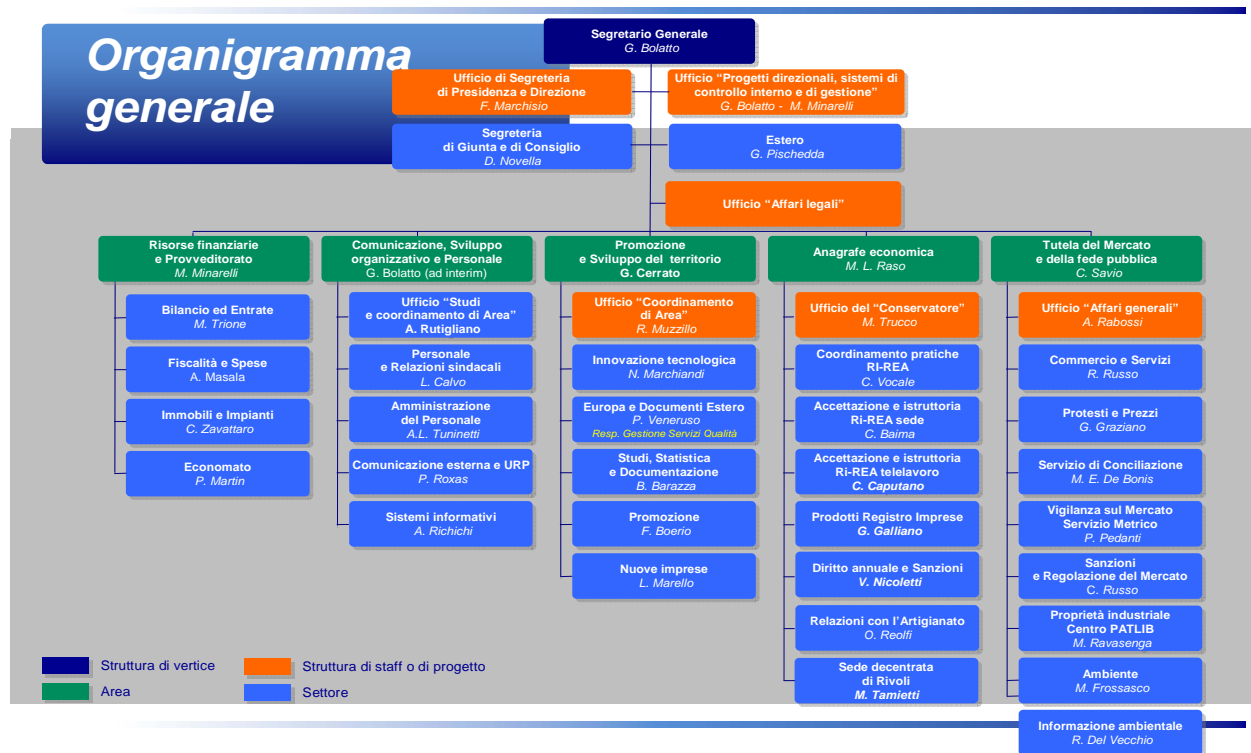 Organigramma
generale
Segretario Generale
G. Bolatto
Ufficio di Segreteria
di Presidenza e Direzione
F. Marchisio
Ufficio "Progetti direzionali, sistemi di
controllo interno e di gestione"
G. Bolatto - M. Minarelli
Segreteria
di Giunta e di Consiglio
D. Novella
Estero
G. Pischedda
Ufficio "Affari legali"
Risorse finanziarie
e Provveditorato
M. Minarelli
Bilancio ed Entrate
M. Trione
Fiscalità e Spese
A. Masala
Immobili e Impianti
C. Zavattaro
Economato
P. Martin
Comunicazione, Sviluppo
organizzativo e Personale
G. Bolatto (ad interim)
Ufficio "Studi
e coordinamento di Area"
A. Rutigliano
Personale
e Relazioni sindacali
L. Calvo
Amministrazione
del Personale
A.L. Tuninetti
Comunicazione esterna e URP
P. Roxas
Sistemi informativi
A. Richichi
Promozione
e Sviluppo del territorio
G. Cerrato
Ufficio "Coordinamento
di Area"
R. Muzzillo
Innovazione tecnologica
N. Marchiandi
Europa e Documenti Estero
P. Veneruso
Resp. Gestione Servizi Qualità
Studi, Statistica
e Documentazione
B. Barazza
Promozione
F. Boerio
Nuove imprese
L. Marello
Anagrafe economica
M. L. Raso
Ufficio del "Conservatore"
M. Trucco
Coordinamento pratiche
RI-REA
C. Vocale
Accettazione e istruttoria
Ri-REA sede
C. Baima
Accettazione e istruttoria
Ri-REA telelavoro
C. Caputano
Prodotti Registro Imprese
G. Galliano
Diritto annuale e Sanzioni
V. Nicoletti
Relazioni con l'Artigianato
O. Reolfi
Sede decentrata
di Rivoli
M. Tamietti
Tutela del Mercato
e della fede pubblica
C. Savio
Ufficio "Affari generali"
A. Rabossi
Commercio e Servizi
R. Russo
Protesti e Prezzi
G. Graziano
Servizio di Conciliazione
M. E. De Bonis
Vigilanza sul Mercato
Servizio Metrico
P. Pedanti
Sanzioni
e Regolazione del Mercato
C. Russo
Proprietà industriale
Centro PATLIB
M. Ravasenga
Ambiente
M. Frossasco
Informazione ambientale
R. Del Vecchio
Struttura di vertice
Struttura di staff o di progetto
Area
Settore